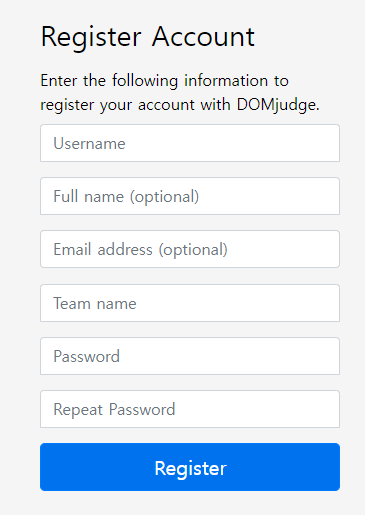 Register Account
Enter the following information to
register your account with DOMjudge.
Username
Full name (optional)
Email address (optional)
Team name
Password
Repeat Password
Register